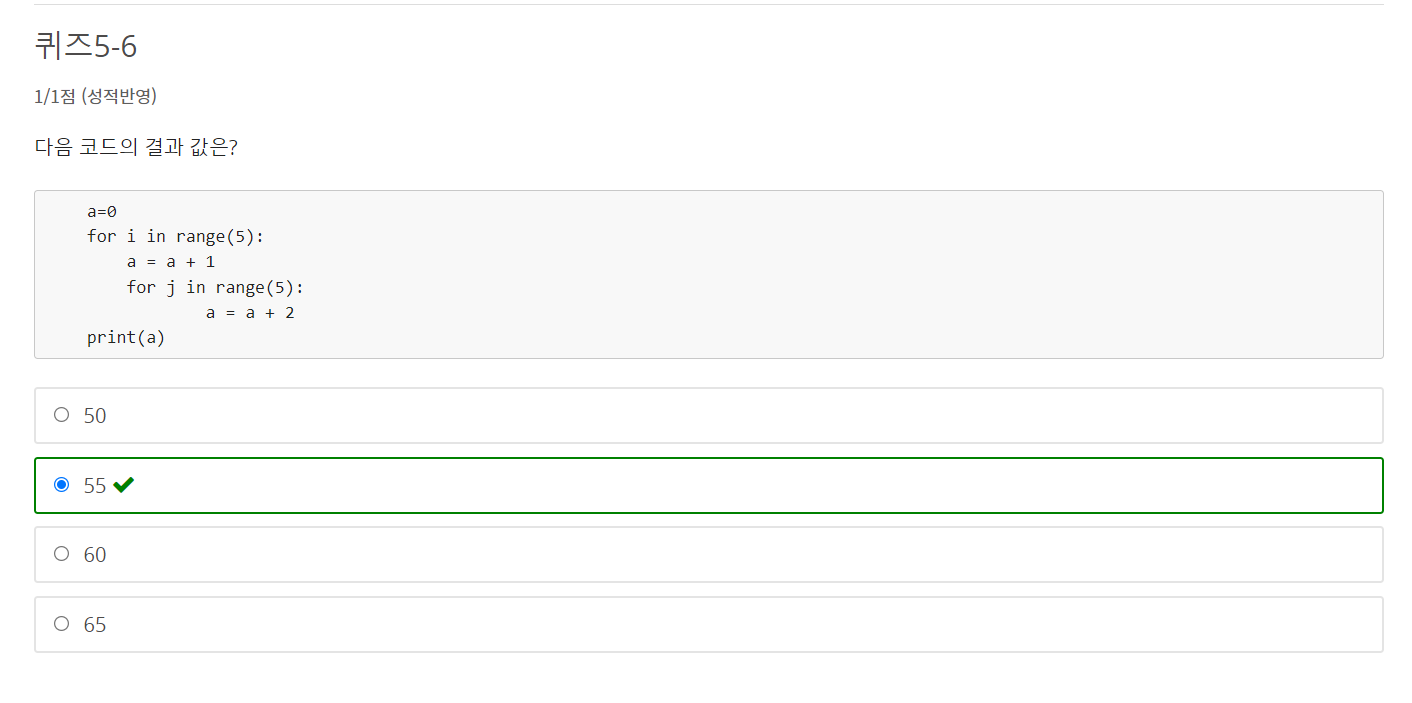 퀴즈5-6
1/1점 (성적반영)
다음 코드의 결과 값은?
a=0
for i in range(5):
    a = a + 1
    for j in range(5):
            a = a + 2
print(a)
50
55
60
65